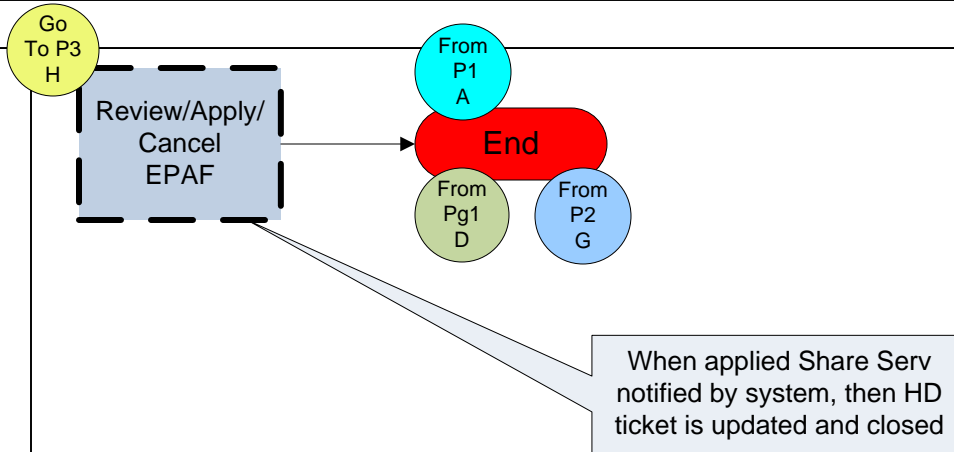 Go
To P3
H
Review/Apply/
Cancel
EPAF
From
P1
A
End
From
Pg1
D
From
P2
G
When applied Share Serv
notified by system, then HD
ticket is updated and closed